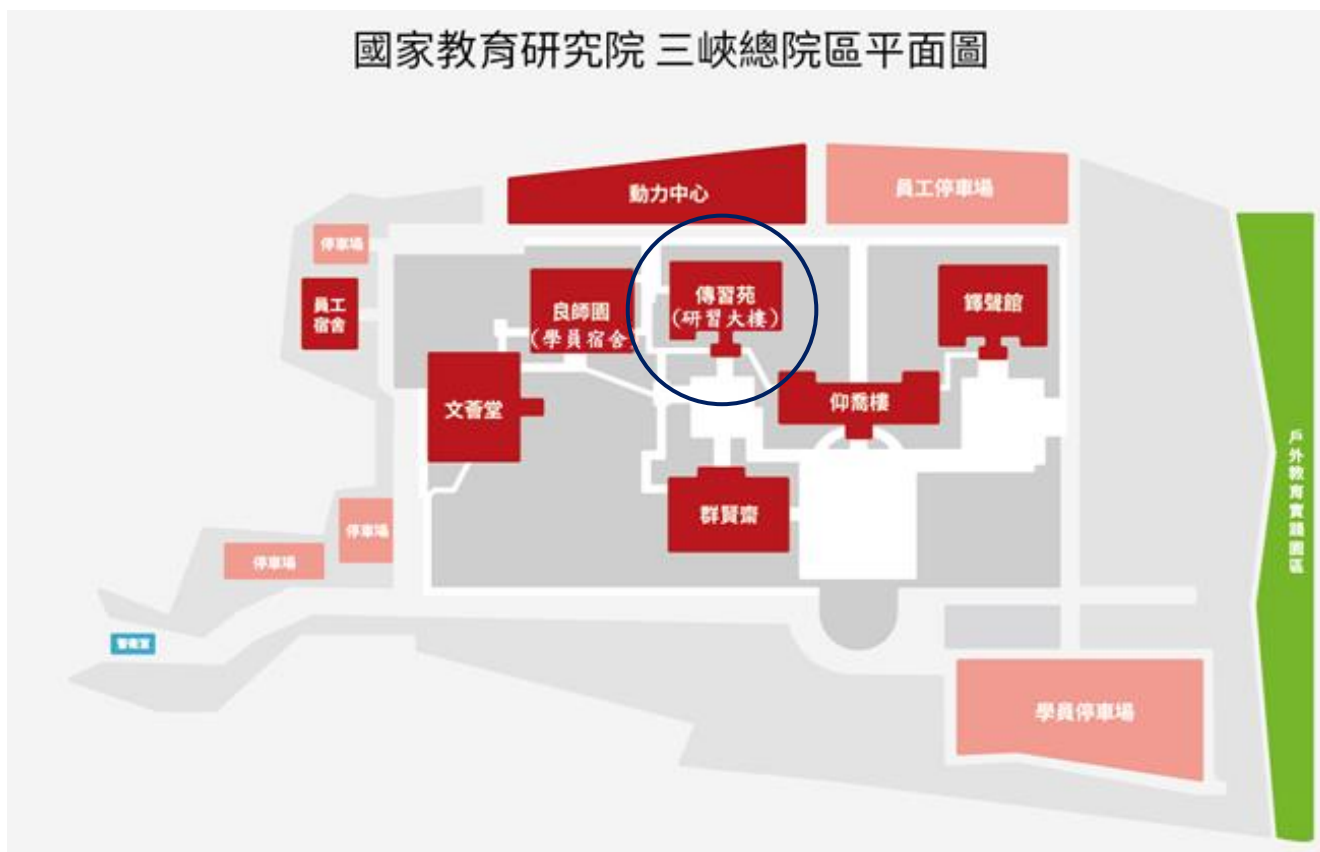 國家教育研究院 三峽總院區平面圖
動力中心
員工停車場
停車場
員工
宿舍
良師園
(學員宿舍
傳習苑
(研習大樓)
鐸聲館
文薈堂
仰喬樓
群賢齋
停車場
停車場
警衛室
學員停車場
戶外教育實踐園區